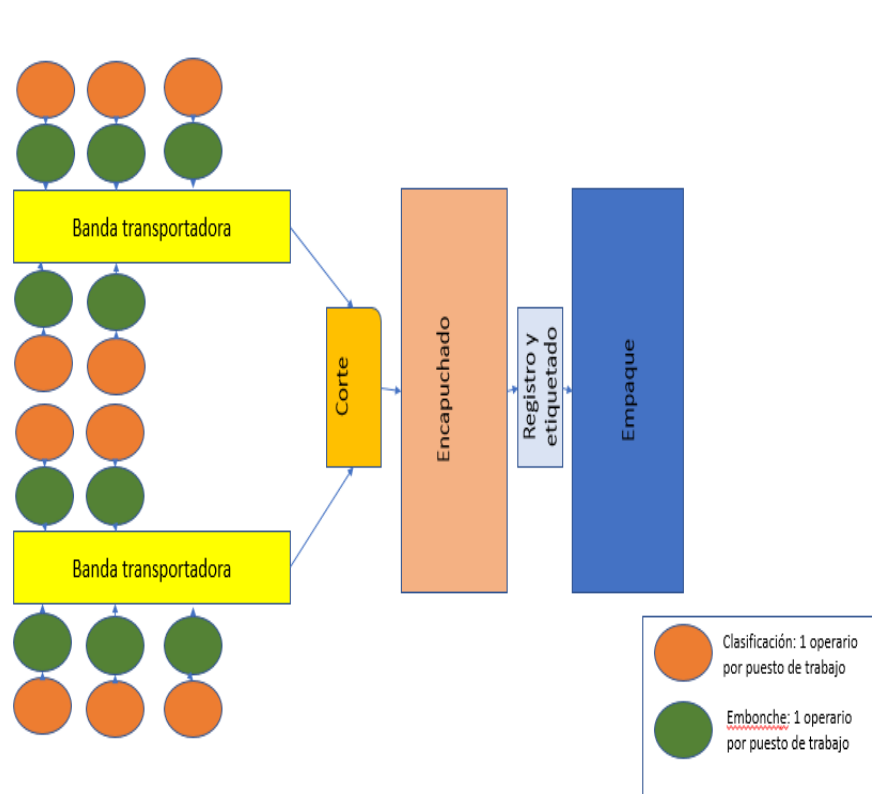 Banda transportadora
Corte
Encapuchado
Registro y
etiquetado
Empaque
Banda transportadora
Clasificación: 1 operario
por puesto de trabajo
Embonche: 1 operario
por puesto de trabajo